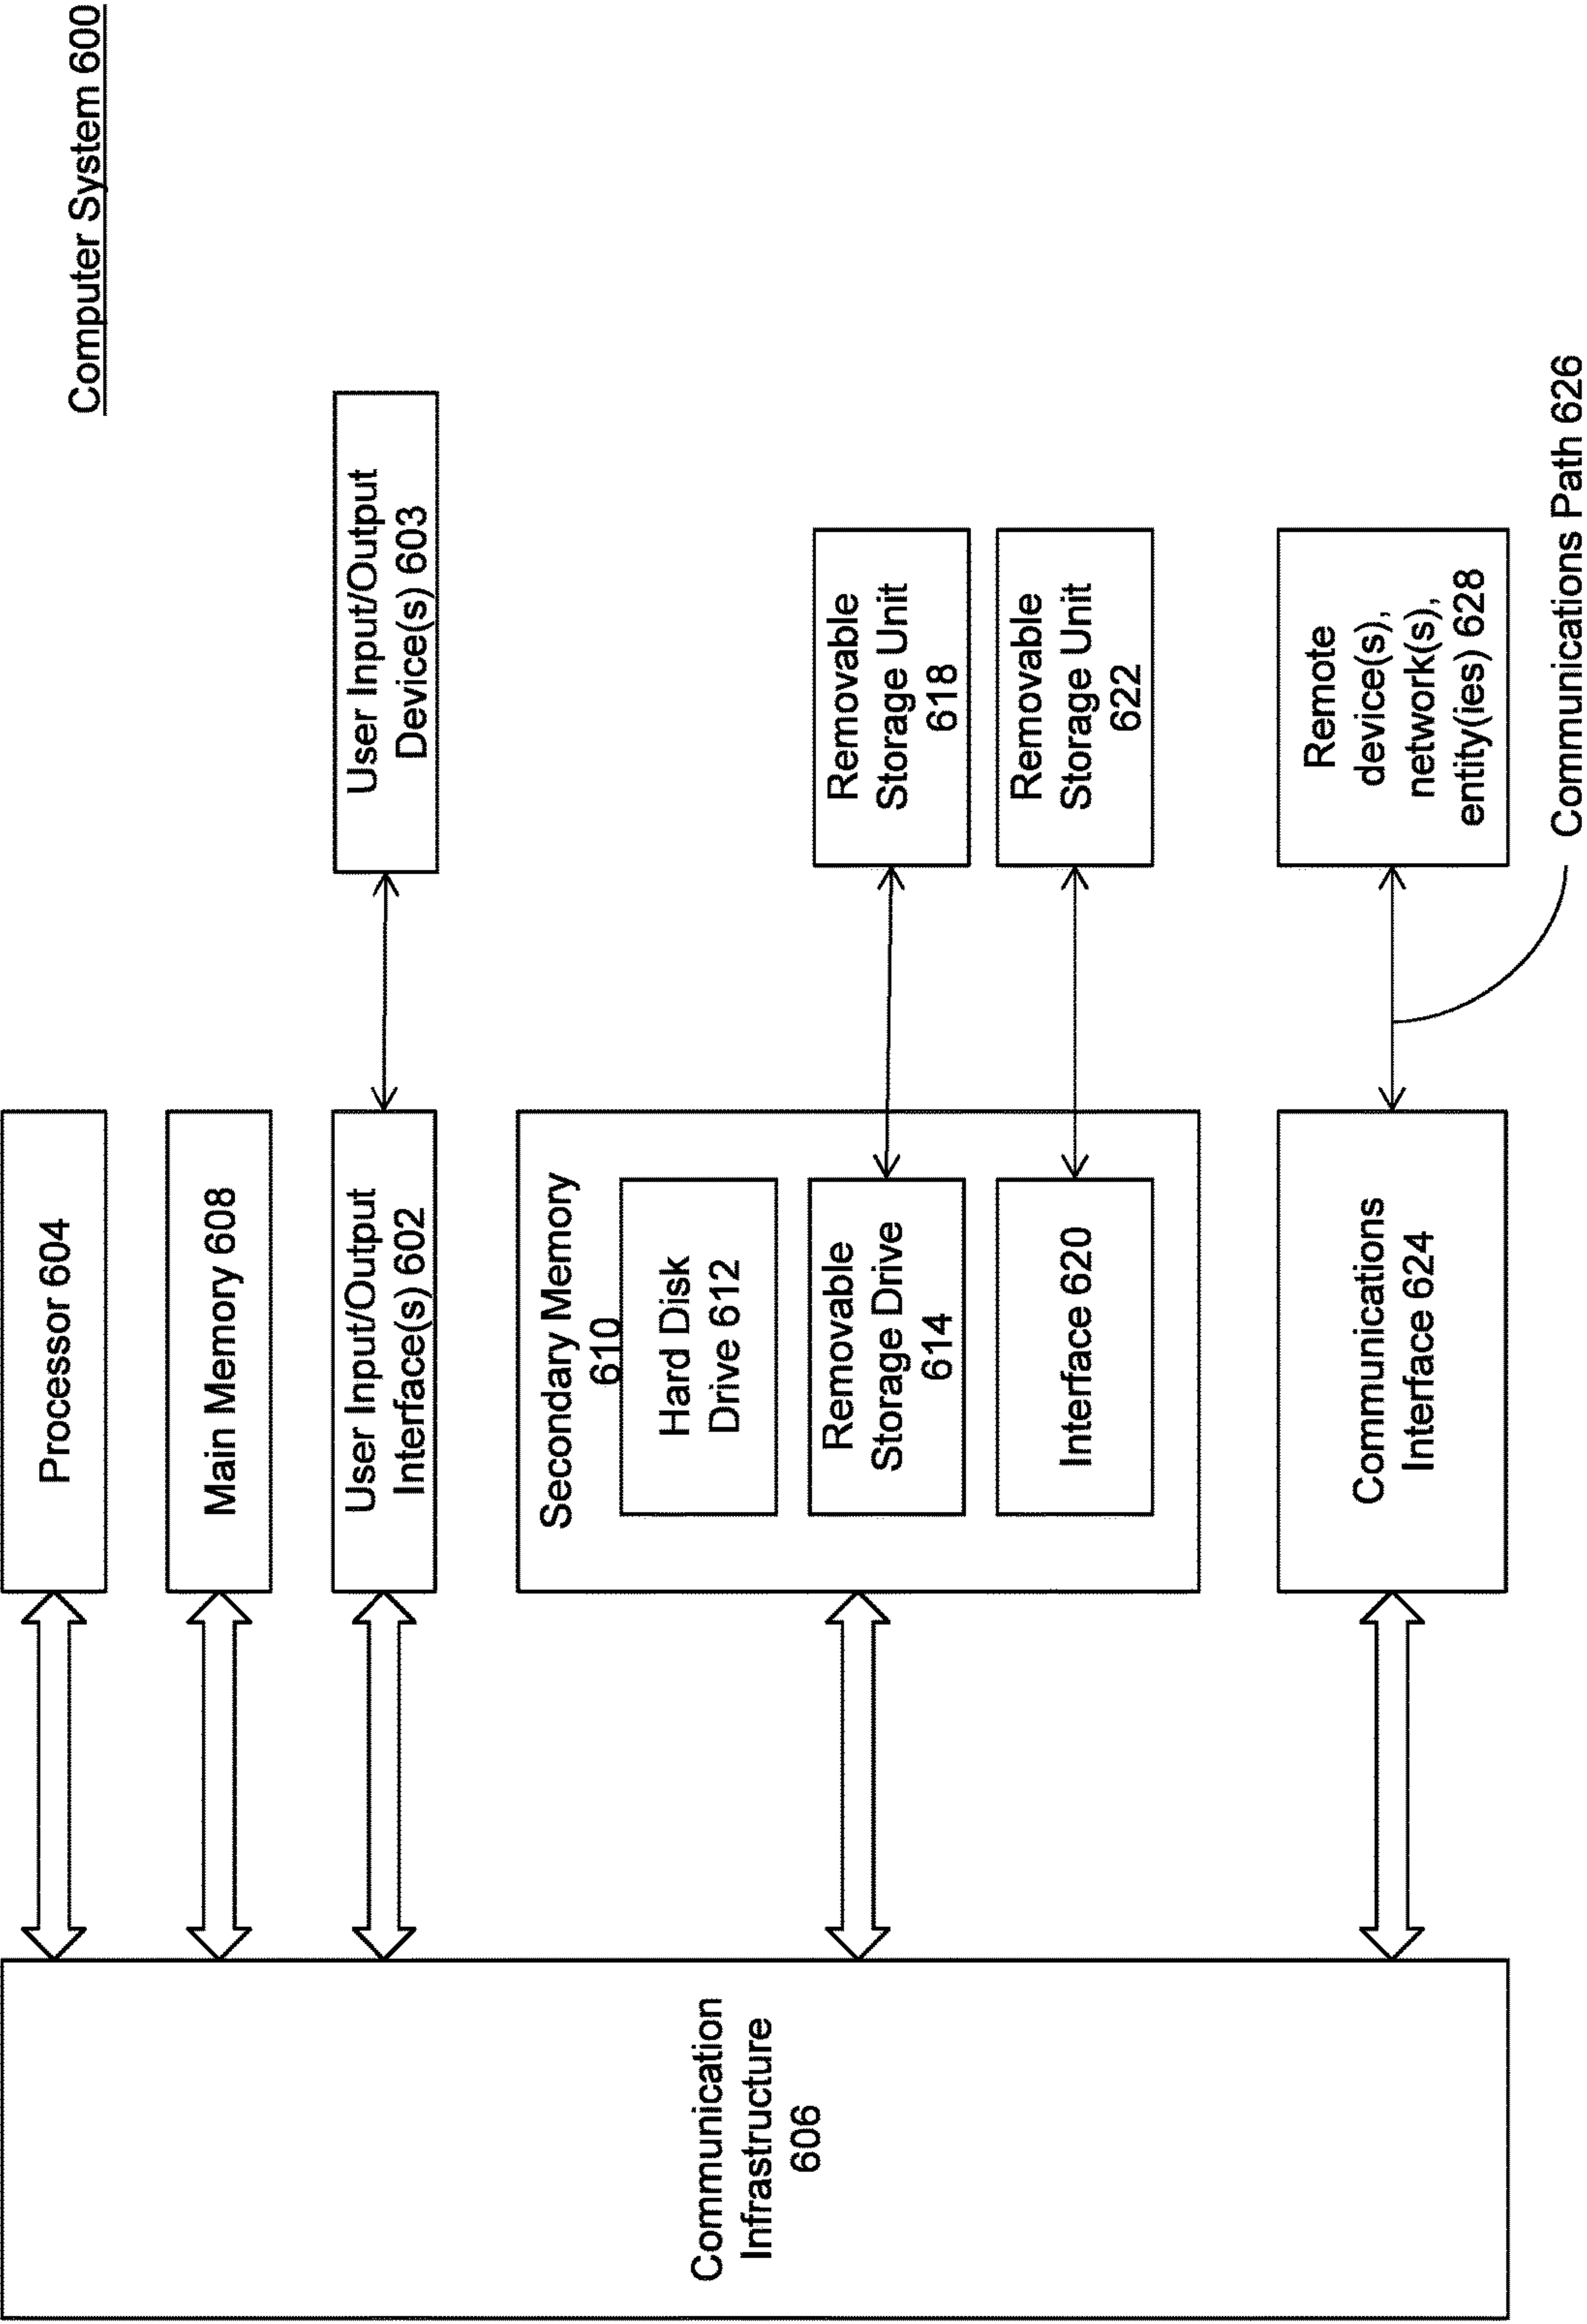 Computer System 600
Processor 604
Main Memory 608
User Input/Output
Interface(s) 602
User Input/Output
Device(s) 603
Secondary Memory
610
Hard Disk
Drive 612
Removable
Storage Drive
614
Interface 620
Removable
Storage Unit
618
Removable
Storage Unit
622
Communications
Interface 624
Remote
device(s),
network(s),
entity(ies) 628
Communications Path 626
Communication
Infrastructure
606